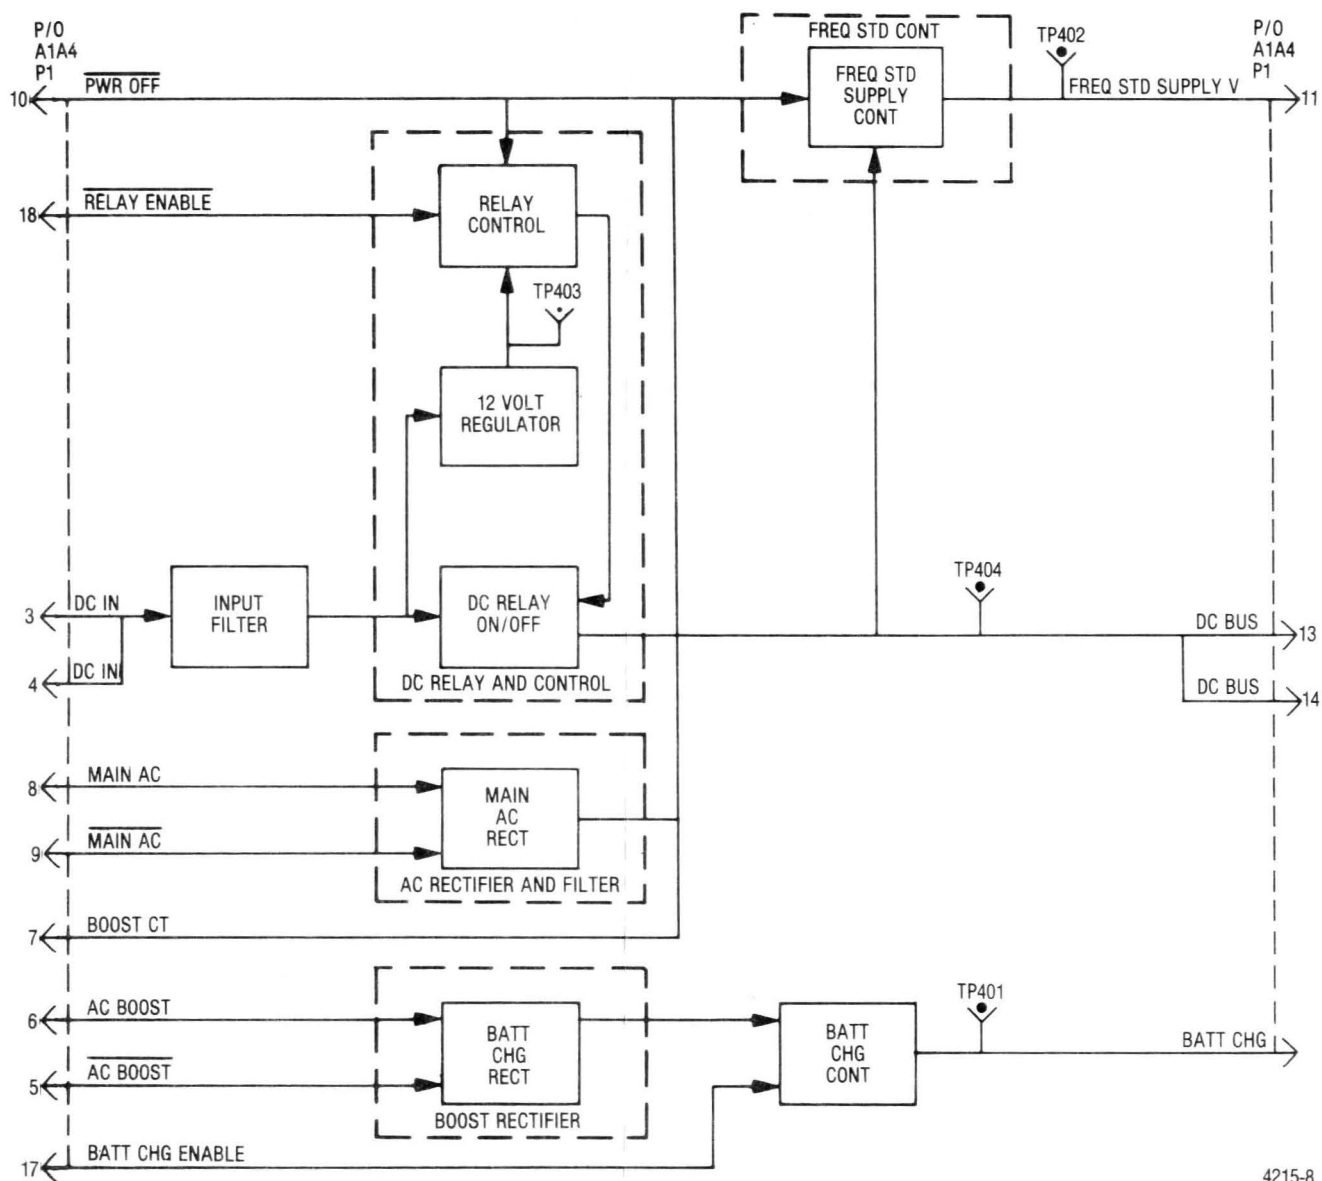 P/O
A1A4
P1
10
PWR OFF
FREQ STD CONT
FREQ STD
SUPPLY
CONT
TP402
FREQ STD SUPPLY V
P/O
A1A4
P1
11
18
RELAY ENABLE
RELAY
CONTROL
TP403
12 VOLT
REGULATOR
3
DC IN
4
DC IN
INPUT
FILTER
DC RELAY
ON/OFF
DC RELAY AND CONTROL
TP404
DC BUS
13
DC BUS
14
8
MAIN AC
9
MAIN AC
MAIN
AC
RECT
AC RECTIFIER AND FILTER
7
BOOST CT
6
AC BOOST
5
AC BOOST
BATT
CHG
RECT
BOOST RECTIFIER
BATT
CHG
CONT
TP401
BATT CHG
17
BATT CHG ENABLE
4215-8